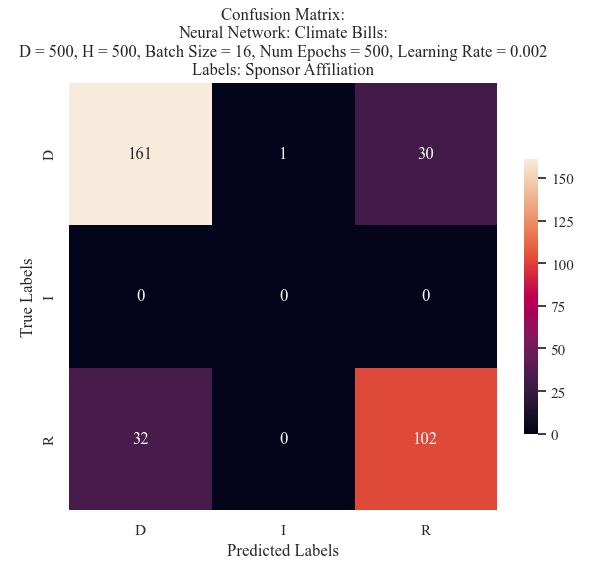 Confusion Matrix:
Neural Network: Climate Bills:
D = 500, H = 500, Batch Size = 16, Num Epochs = 500, Learning Rate = 0.002
Labels: Sponsor Affiliation
True Labels
D
161
1
30
I
0
0
0
R
32
0
102
D
I
R
Predicted Labels
150
125
100
75
50
25
0